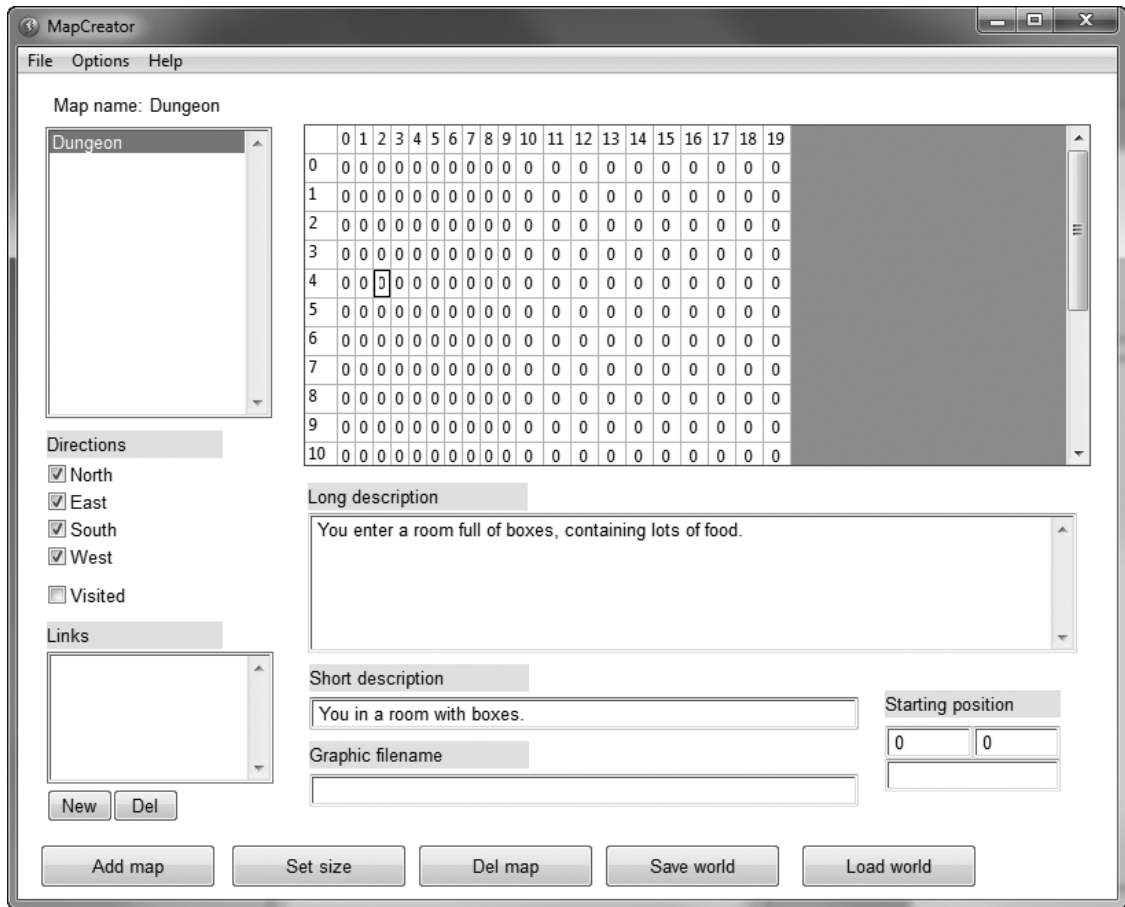 MapCreator
File Options Help
Map name: Dungeon
Dungeon
0 1 2 3 4 5 6 7 8 9 10 11 12 13 14 15 16 17 18 19
0 0 0 0 0 0 0 0 0 0 0 0 0 0 0 0 0 0 0 0 0
1 0 0 0 0 0 0 0 0 0 0 0 0 0 0 0 0 0 0 0 0
2 0 0 0 0 0 0 0 0 0 0 0 0 0 0 0 0 0 0 0 0
3 0 0 0 0 0 0 0 0 0 0 0 0 0 0 0 0 0 0 0 0
4 0 0 0 0 0 0 0 0 0 0 0 0 0 0 0 0 0 0 0 0
5 0 0 0 0 0 0 0 0 0 0 0 0 0 0 0 0 0 0 0 0
6 0 0 0 0 0 0 0 0 0 0 0 0 0 0 0 0 0 0 0 0
7 0 0 0 0 0 0 0 0 0 0 0 0 0 0 0 0 0 0 0 0
8 0 0 0 0 0 0 0 0 0 0 0 0 0 0 0 0 0 0 0 0
9 0 0 0 0 0 0 0 0 0 0 0 0 0 0 0 0 0 0 0 0
10 0 0 0 0 0 0 0 0 0 0 0 0 0 0 0 0 0 0 0 0
Directions
North
East
South
West
Visited
Links
New Del
Long description
You enter a room full of boxes, containing lots of food.
Short description
You in a room with boxes.
Graphic filename
Starting position
0 0
Add map Set size Del map Save world Load world